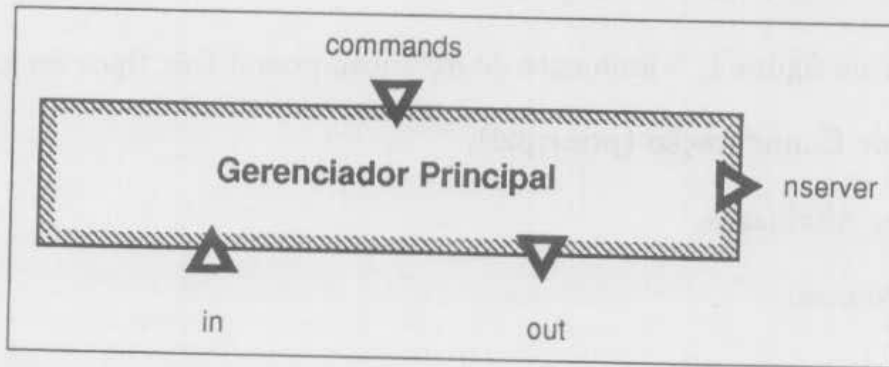 commands
Gerenciador Principal
nserver
in
out